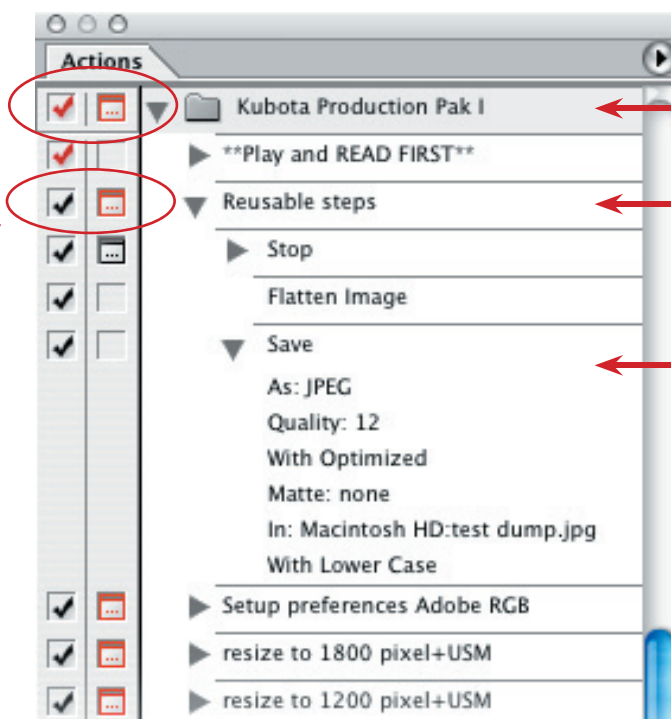 Actions
Kubota Production Pak I
**Play and READ FIRST**
Reusable steps
Stop
Flatten Image
Save
As: JPEG
Quality: 12
With Optimized
Matte: none
In: Macintosh HD:test dump.jpg
With Lower Case
Setup preferences Adobe RGB
resize to 1800 pixel+USM
resize to 1200 pixel+USM